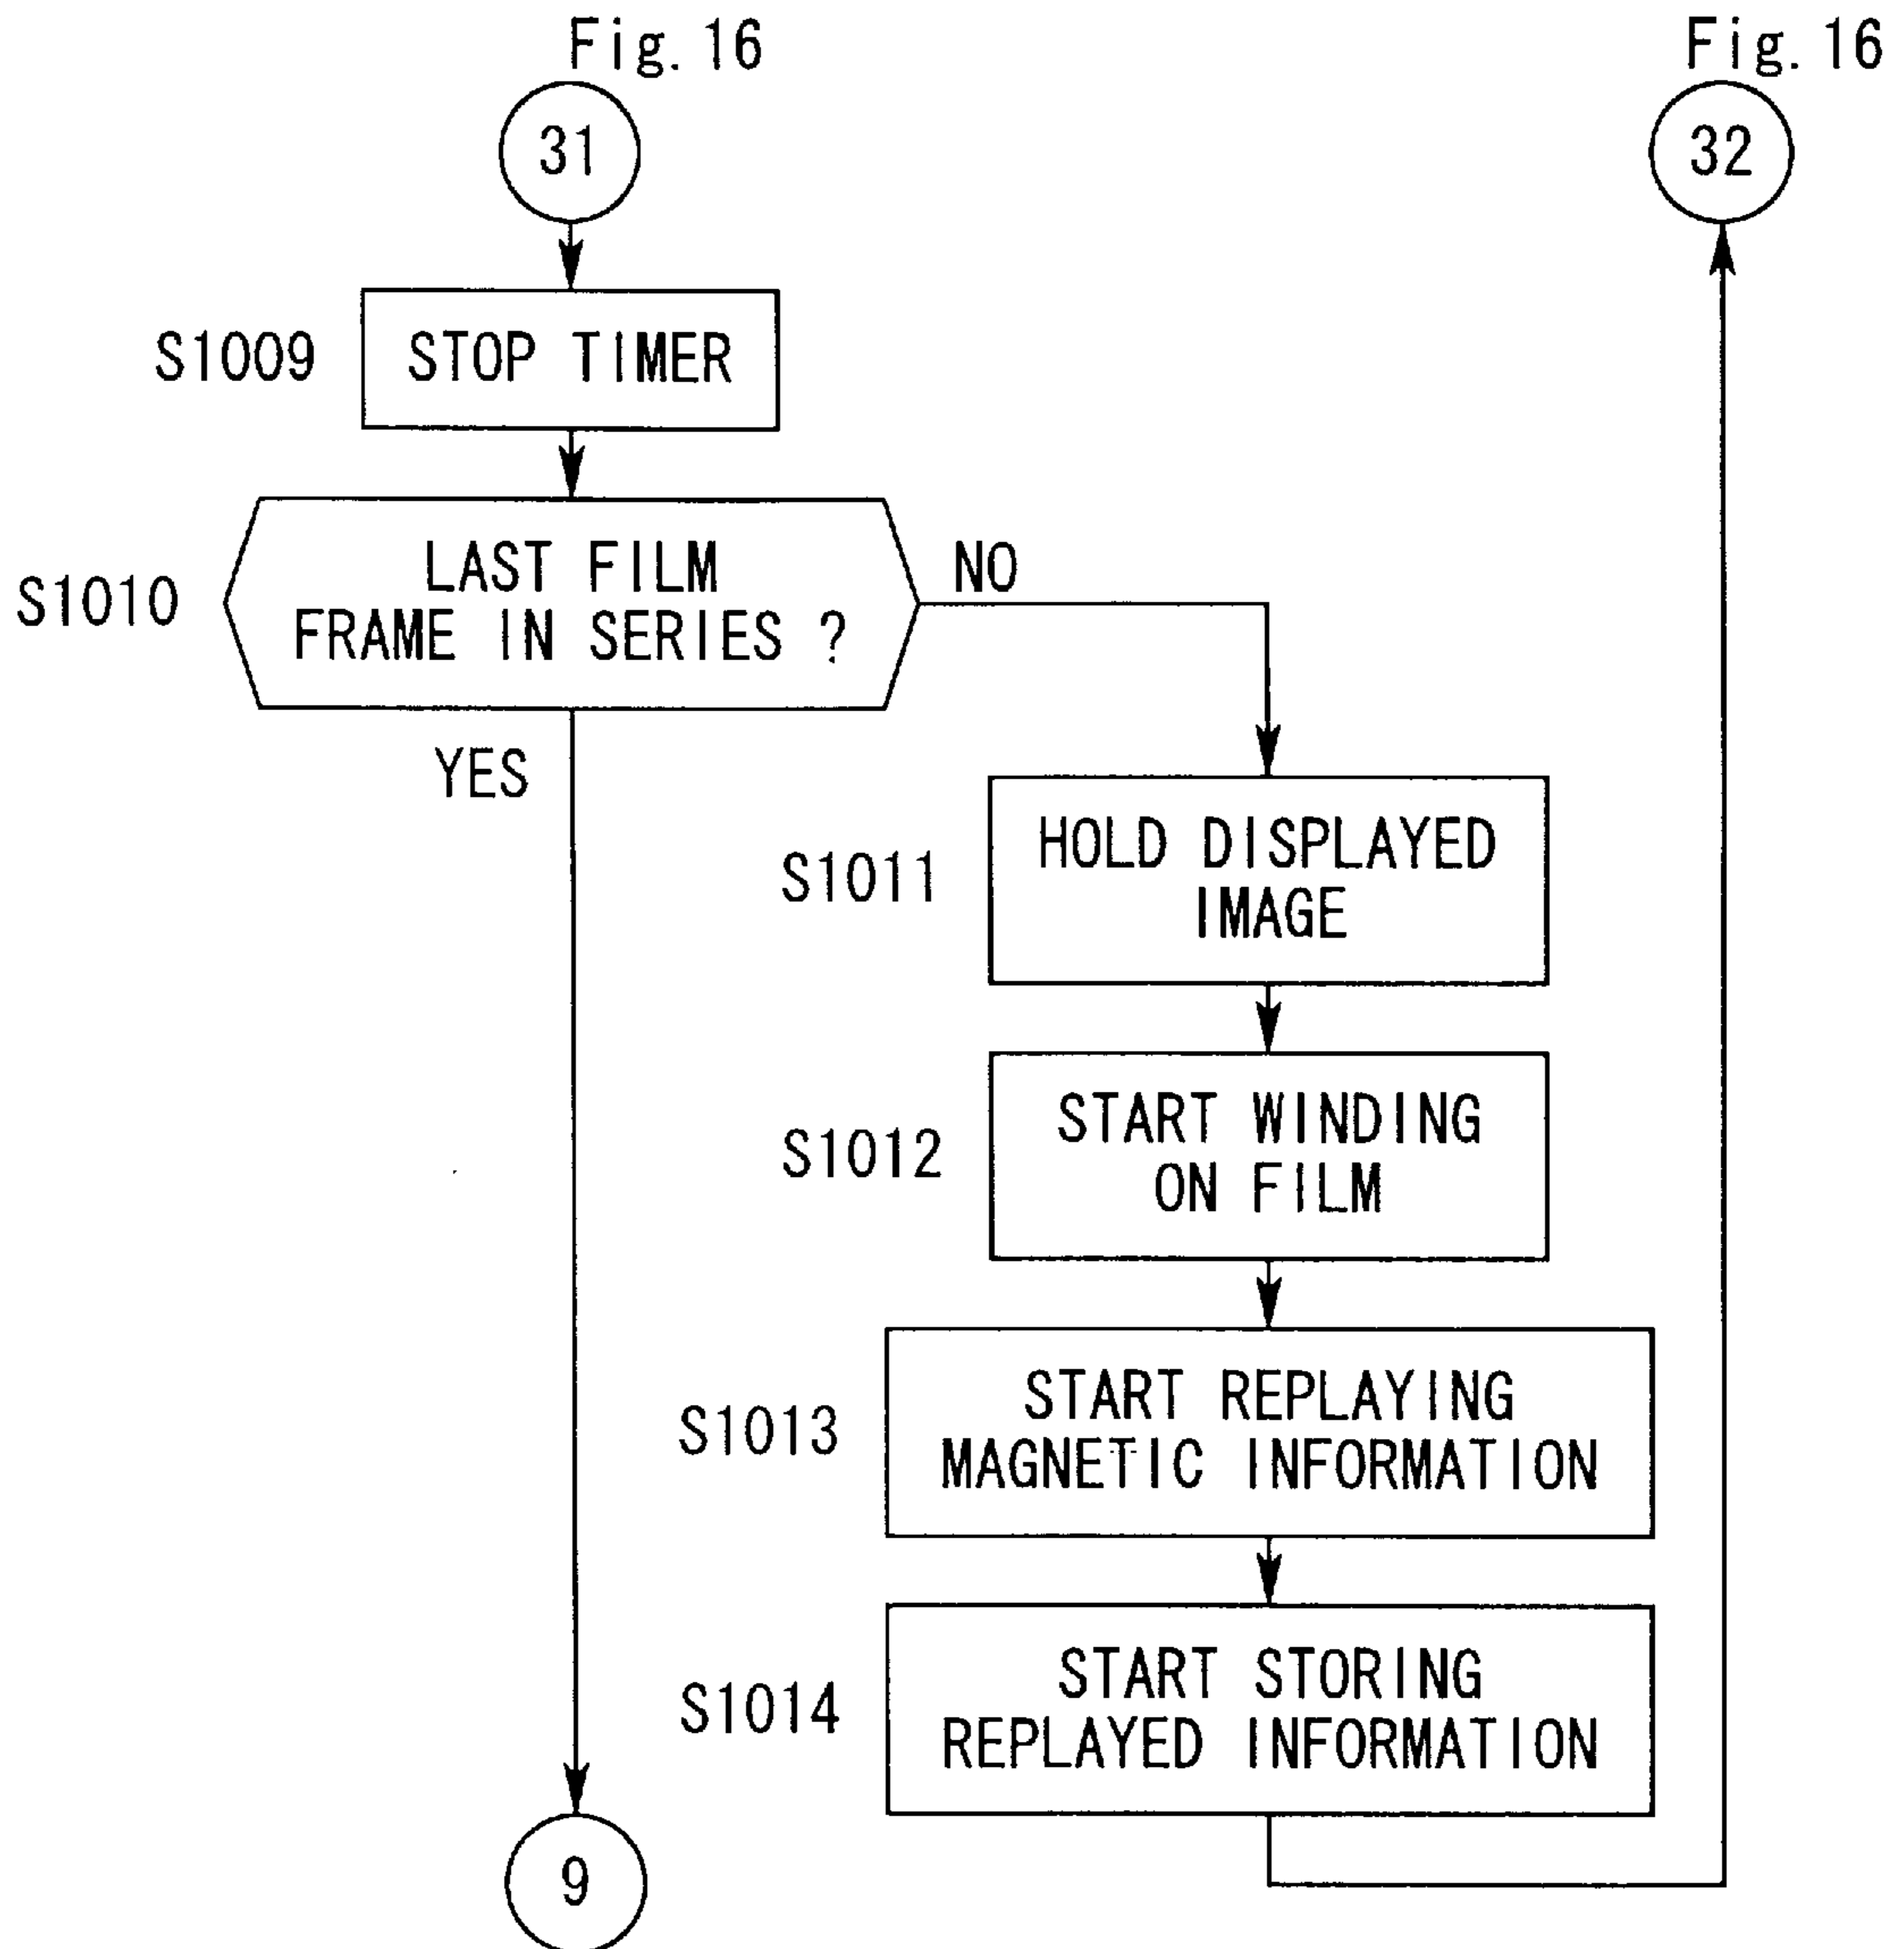 Fig.16
Fig.16
31
32
S1009
STOP TIMER
S1010
LAST FILM
FRAME IN SERIES ?
NO
YES
S1011
HOLD DISPLAYED
IMAGE
S1012
START WINDING
ON FILM
S1013
START REPLAYING
MAGNETIC INFORMATION
S1014
START STORING
REPLAYED INFORMATION
9